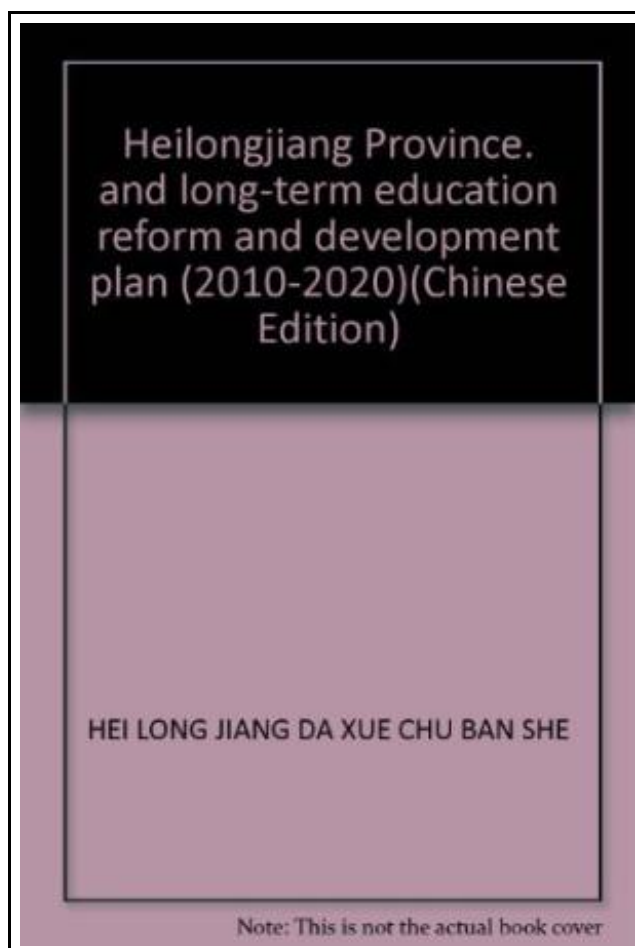 Heilongjiang Province.
and long-term education
reform and development
plan (2010-2020)(Chinese
Edition)
HEI LONG JIANG DA XUE CHU BAN SHE
Note: This is not the actual book cover